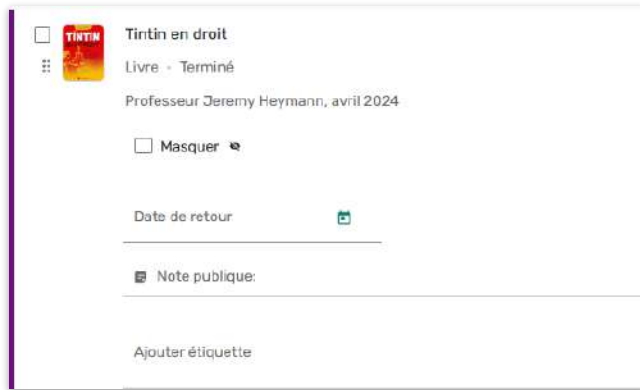 TINTIN
Tintin en droit
Livre - Terminé
Professeur Jeremy Heymann, avril 2024
Masquer
Date de retour
Note publique:
Ajouter étiquette